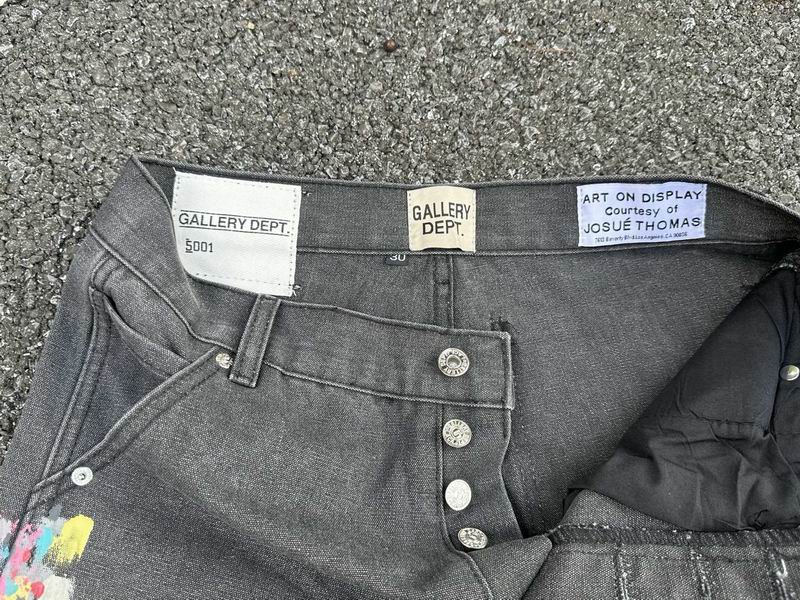 GALLERY DEPT.
5001
GALLERY
DEPT.
30
ART ON DISPLAY
Courtesy of
JOSUÉ THOMAS